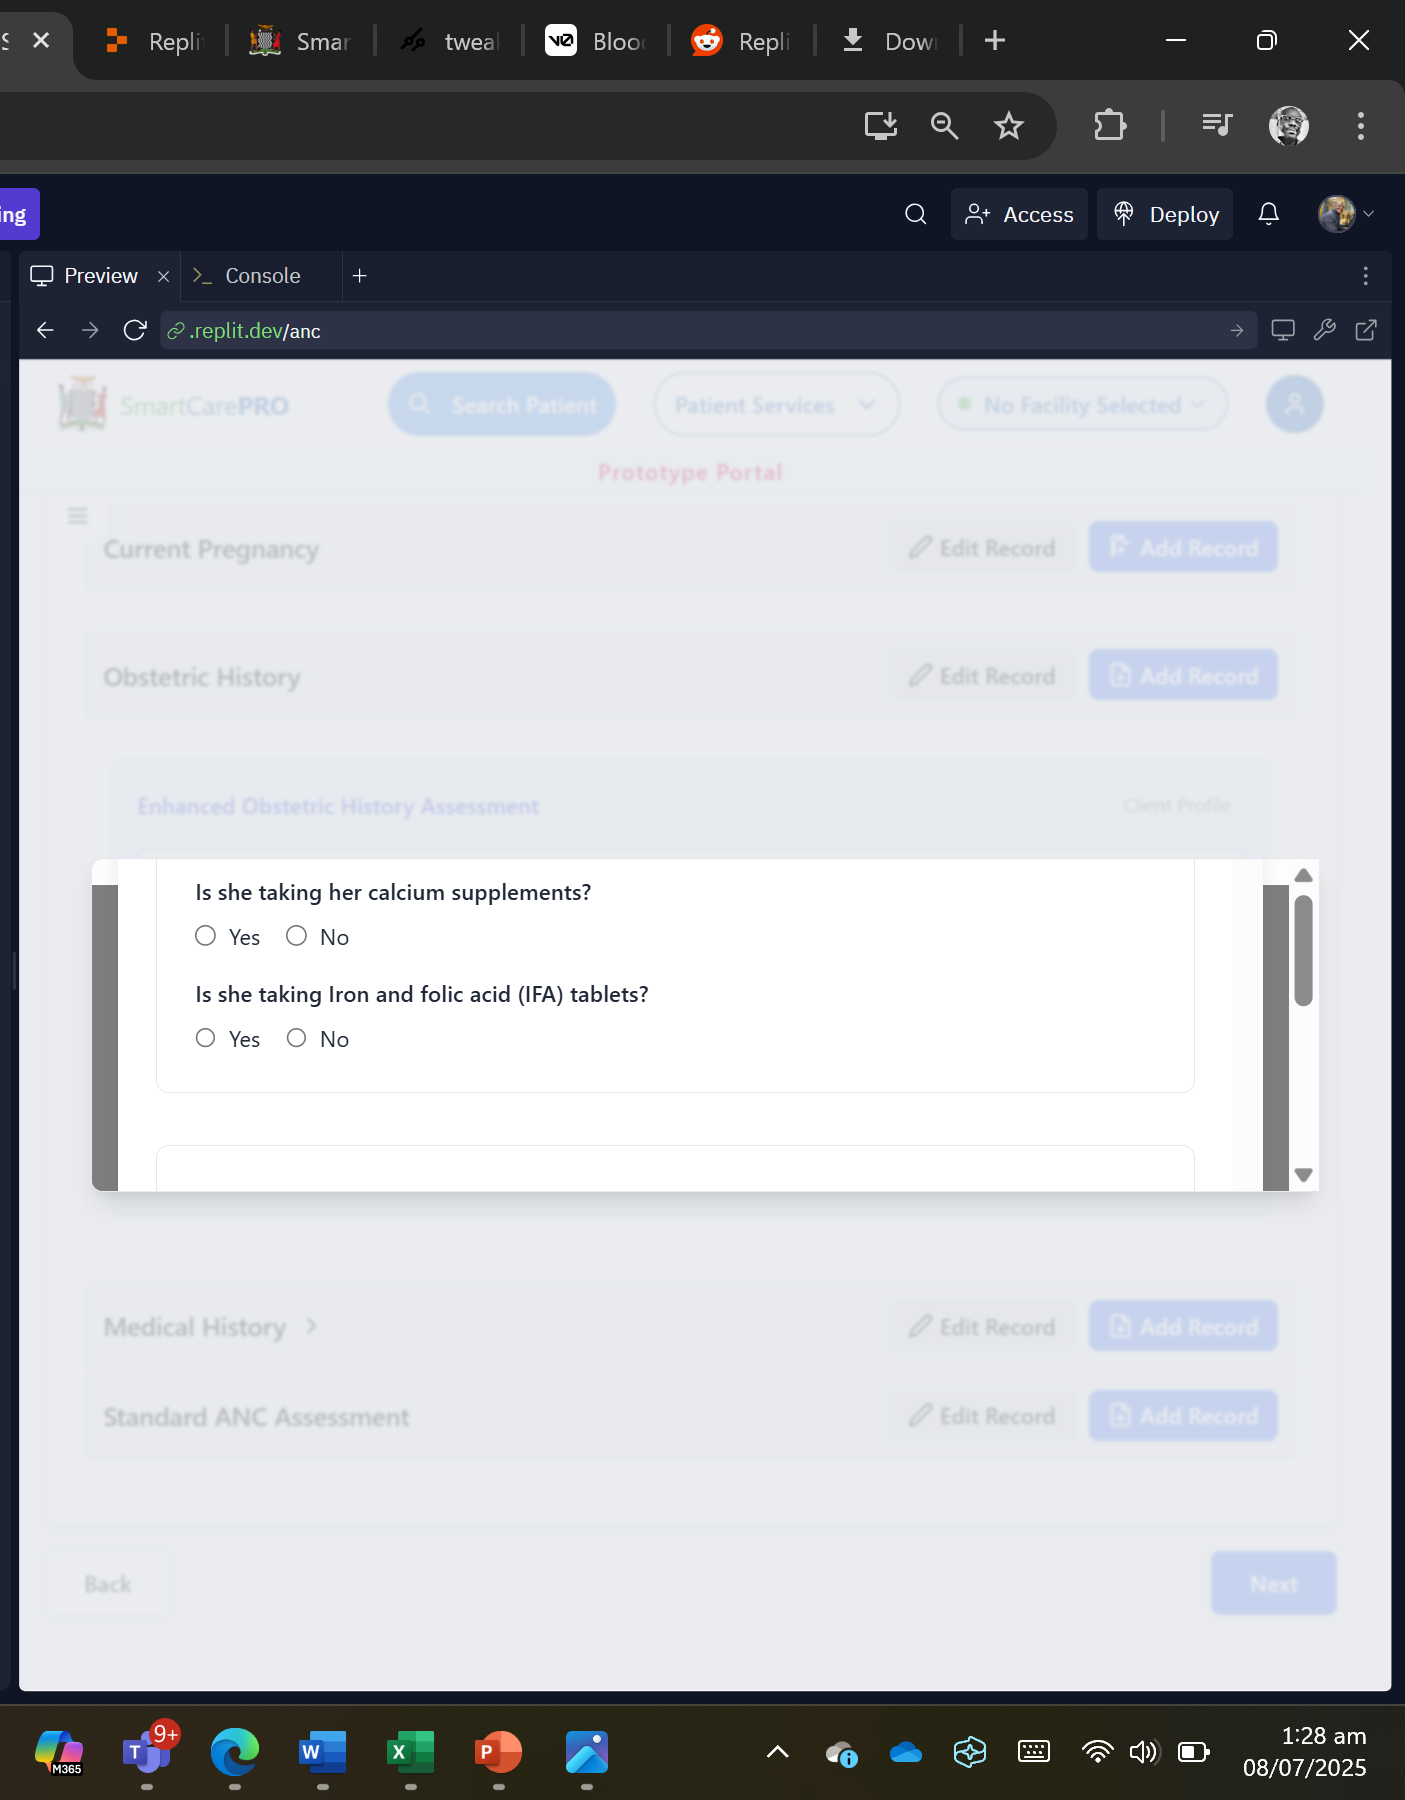 Repli
Smar
tweal
Bloo
Repli
Dow
ing
Access
Deploy
Preview
Console
.replit.dev/anc
SmartCarePRO
Search Patient
Patient Services
No Facility Selected
Prototype Portal
Current Pregnancy
Edit Record
Add Record
Obstetric History
Edit Record
Add Record
Enhanced Obstetric History Assessment
Client Profile
Is she taking her calcium supplements?
Yes
No
Is she taking Iron and folic acid (IFA) tablets?
Yes
No
Medical History
Edit Record
Add Record
Standard ANC Assessment
Edit Record
Add Record
Back
Next
M365
T
9+
W
X
P
1:28 am
08/07/2025